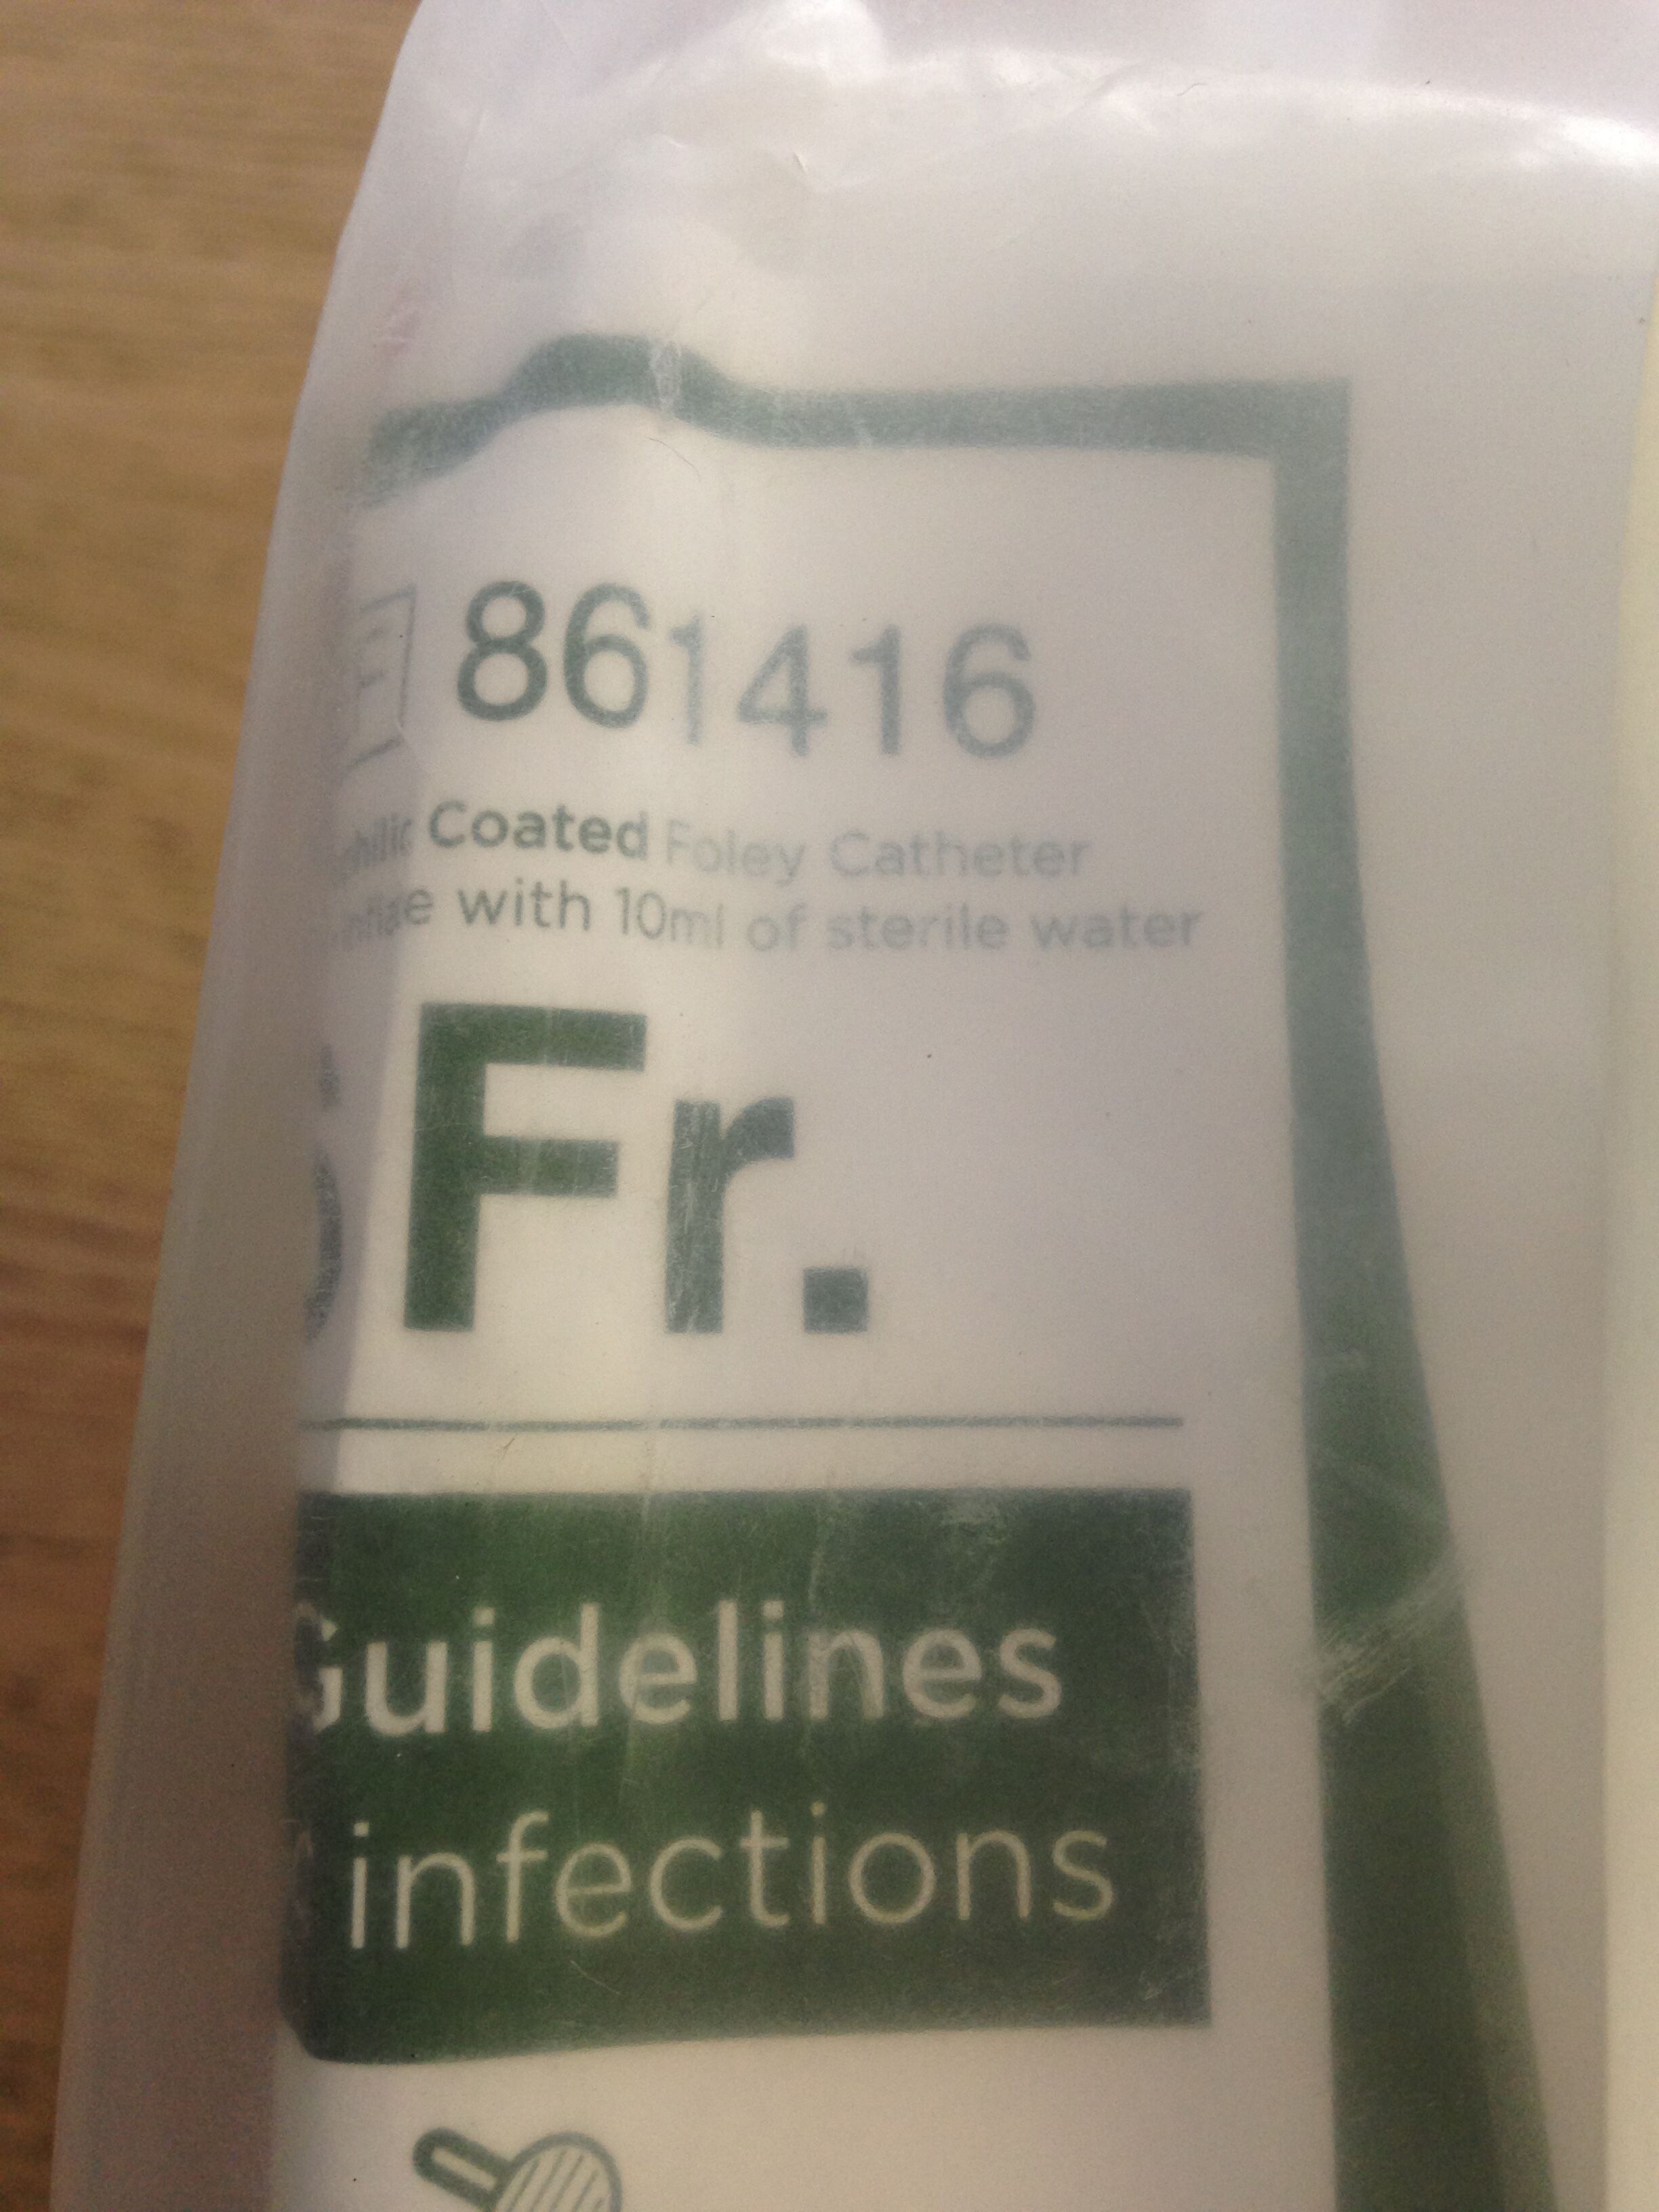 861416
Coated Foley Catheter
with 10ml of sterile water
Fr.
Guidelines
infections